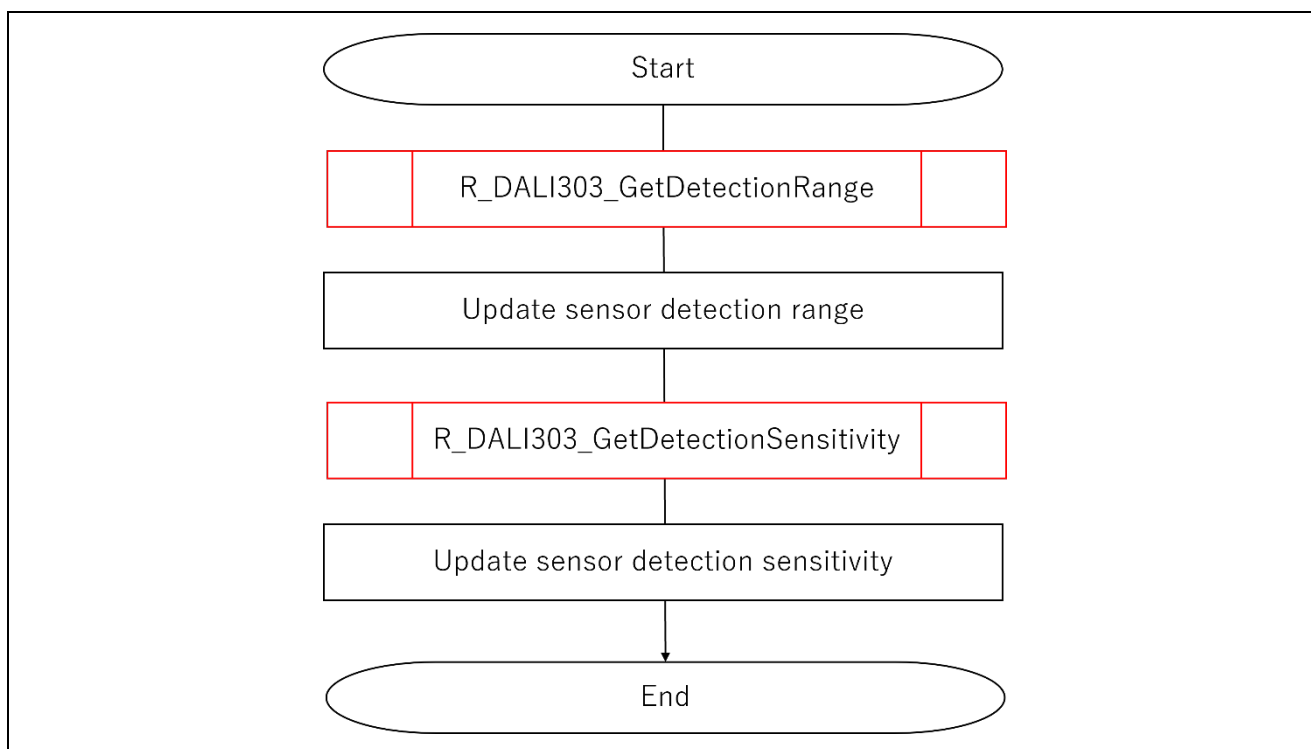 Start
R_DALI303_GetDetectionRange
Update sensor detection range
R_DALI303_GetDetectionSensitivity
Update sensor detection sensitivity
End